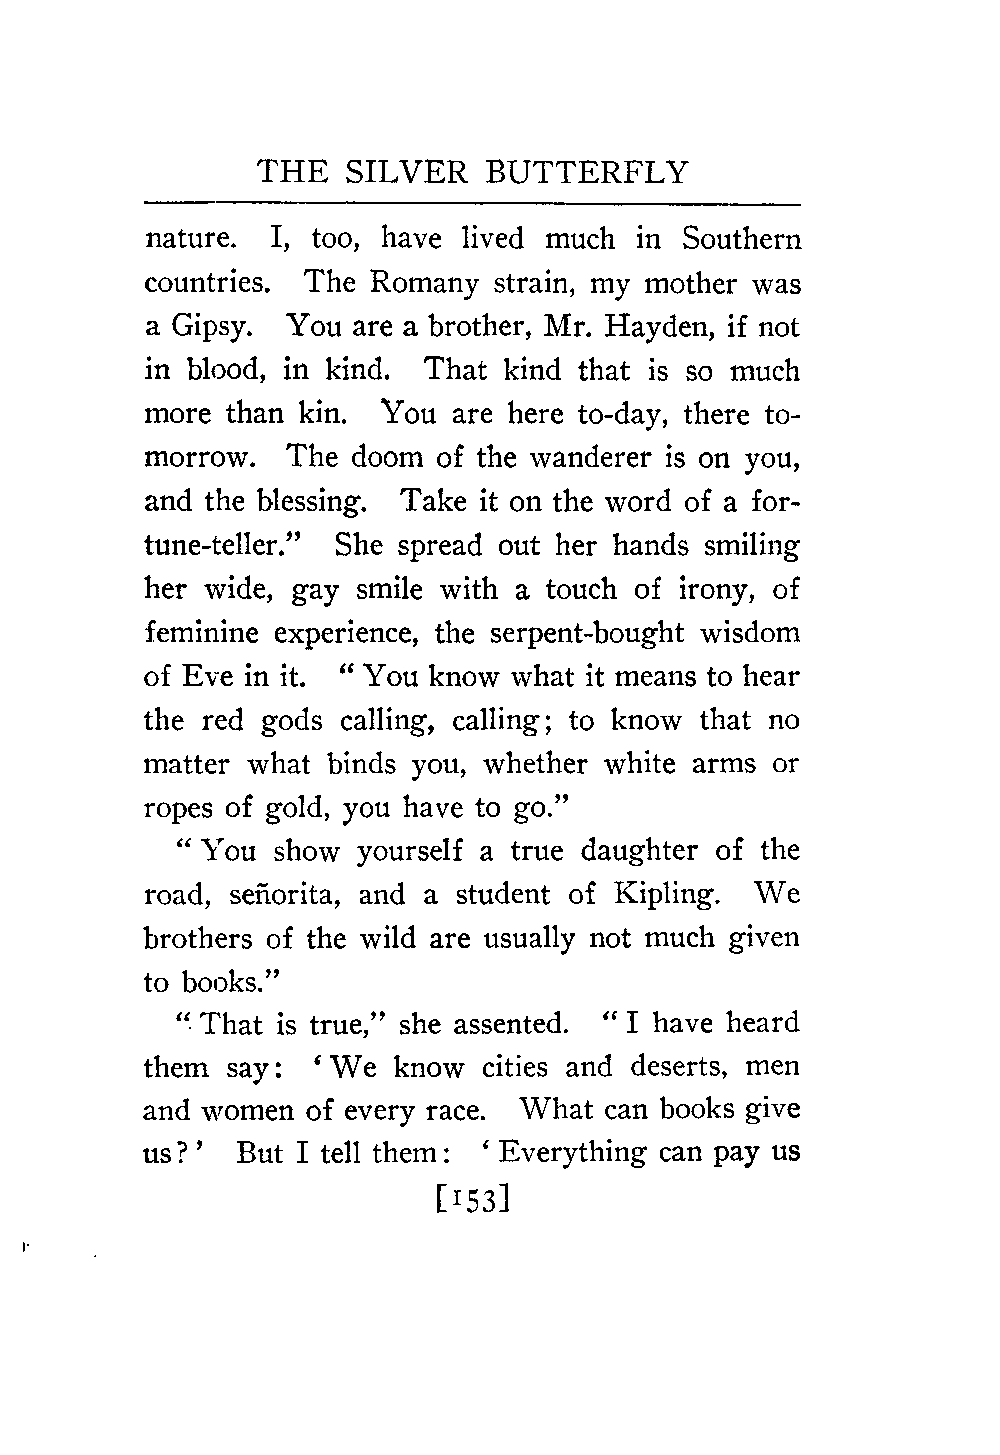 THE SILVER BUTTERFLY
nature. I, too, have lived much in Southern
countries. The Romany strain, my mother was
a Gipsy. You are a brother, Mr. Hayden, if not
in blood, in kind. That kind that is so much
more than kin. You are here to-day, there to-
morrow. The doom of the wanderer is on you,
and the blessing. Take it on the word of a for-
tune-teller.” She spread out her hands smiling
her wide, gay smile with a touch of irony, of
feminine experience, the serpent-bought wisdom
of Eve in it. “ You know what it means to hear
the red gods calling, calling; to know that no
matter what binds you, whether white arms or
ropes of gold, you have to go.”
“ You show yourself a true daughter of the
road, señorita, and a student of Kipling. We
brothers of the wild are usually not much given
to books.”
“ That is true,” she assented. “ I have heard
them say: ‘ We know cities and deserts, men
and women of every race. What can books give
us? ’ But I tell them: ‘ Everything can pay us
[153]